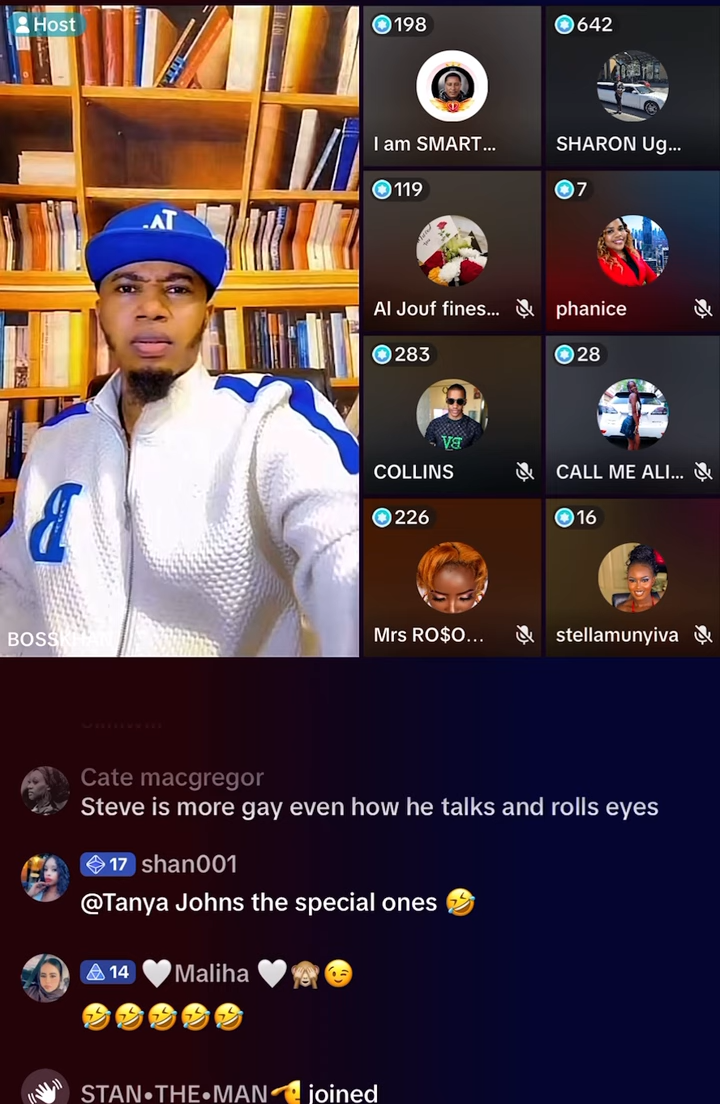 Host
198
I am SMART...
642
SHARON Ug...
119
Al Jouf fines...
7
phanice
283
COLLINS
28
CALL ME ALI...
226
Mrs RO$O...
16
stellamunyiva
Cate macgregor
Steve is more gay even how he talks and rolls eyes
17 shan001
@Tanya Johns the special ones 🤣
14 🤍Maliha 🤍🙈😉
🤣🤣🤣🤣🤣
STAN•THE•MAN🫲 joined